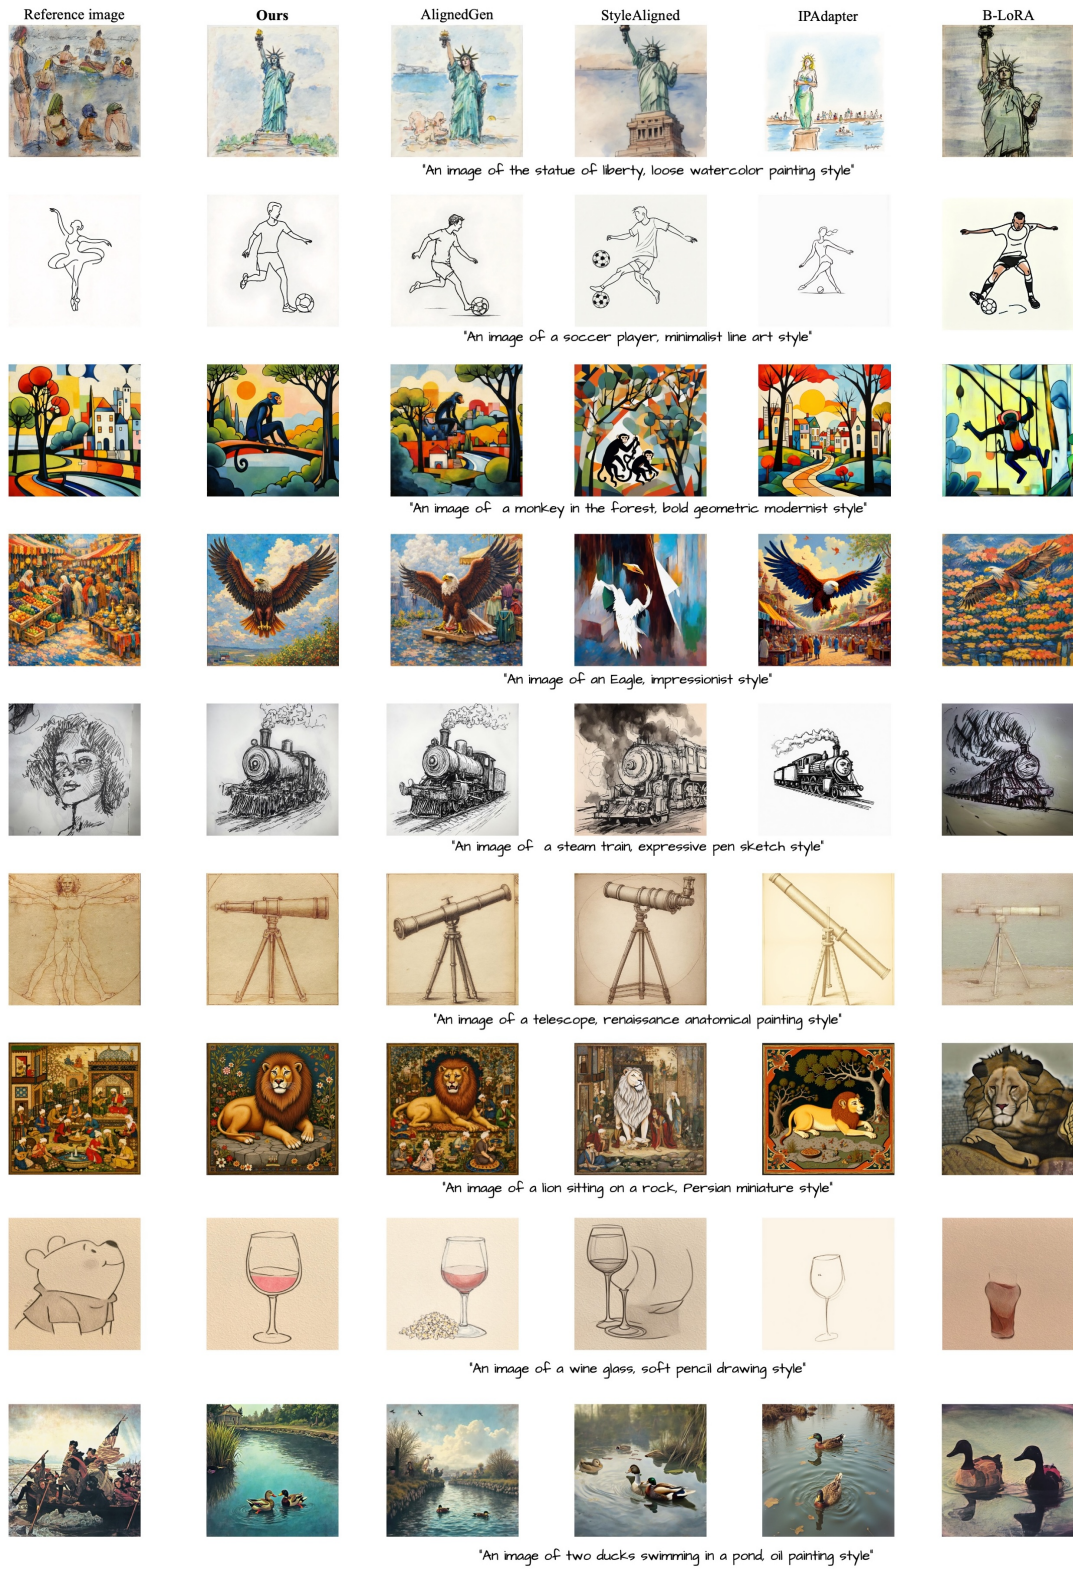 Reference image
Ours
AlignedGen
StyleAligned
IPAdapter
B-LoRA
"An image of the statue of liberty, loose watercolor painting style"
"An image of a soccer player, minimalist line art style"
"An image of a monkey in the forest, bold geometric modernist style"
"An image of an Eagle, impressionist style"
"An image of a steam train, expressive pen sketch style"
"An image of a telescope, renaissance anatomical painting style"
"An image of a lion sitting on a rock, Persian miniature style"
"An image of a wine glass, soft pencil drawing style"
"An image of two ducks swimming in a pond, oil painting style"